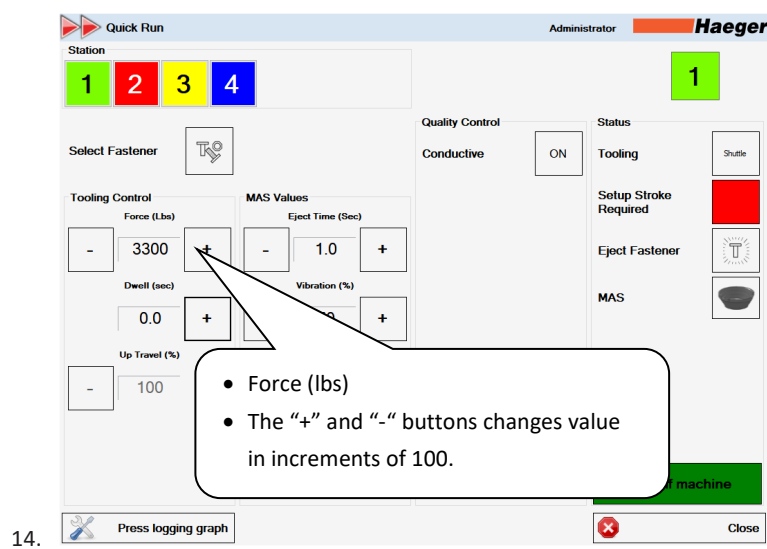 Quick Run
Administrator
Haeger
Station
1
2
3
4
1
Quality Control
Status
Select Fastener
Conductive
ON
Tooling
Shuttle
Tooling Control
MAS Values
Setup Stroke
Required
Force (Lbs)
Eject Time (Sec)
-
3300
+
-
1.0
+
Eject Fastener
Dwell (sec)
Vibration (%)
MAS
0.0
+
+
Up Travel (%)
-
100
• Force (lbs)
• The “+” and “-“ buttons changes value
in increments of 100.
machine
14.
Press logging graph
Close